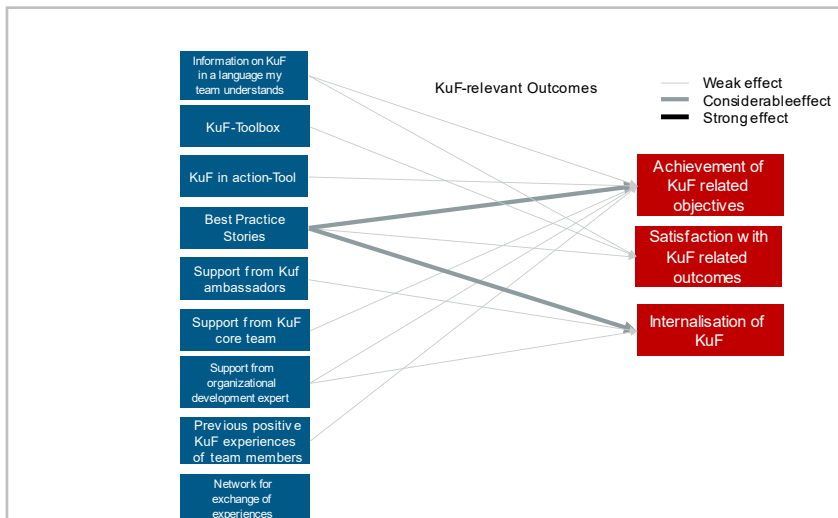 Information on KuF
in a language my
team understands
KuF-Toolbox
KuF in action-Tool
Best Practice
Stories
Support from Kuf
ambassadors
Support from KuF
core team
Support from
organizational
development expert
Previous positive
KuF experiences
of team members
Network for
exchange of
experiences
KuF-relevant Outcomes
Weak effect
Considerable effect
Strong effect
Achievement of
KuF related
objectives
Satisfaction with
KuF related
outcomes
Internalisation of
KuF